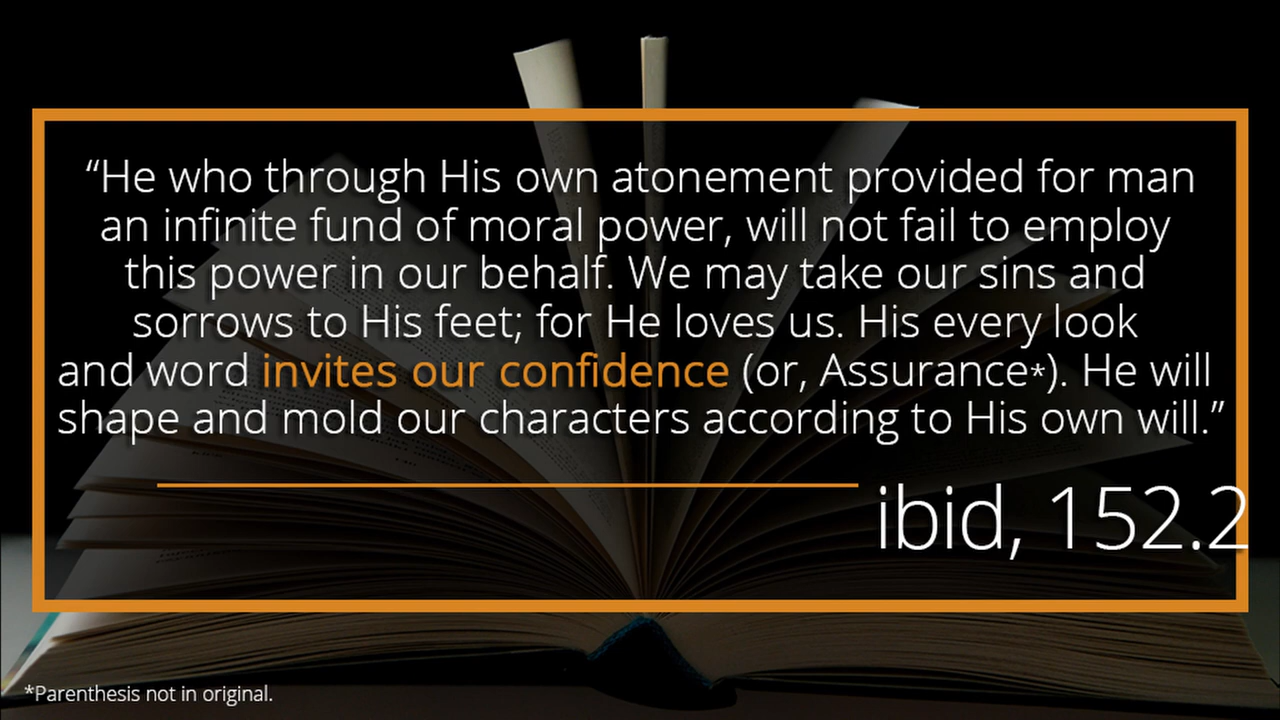 “He who through His own atonement provided for man
an infinite fund of moral power, will not fail to employ
this power in our behalf. We may take our sins and
sorrows to His feet; for He loves us. His every look
and word invites our confidence (or, Assurance*). He will
shape and mold our characters according to His own will.”
ibid, 152.2
*Parenthesis not in original.